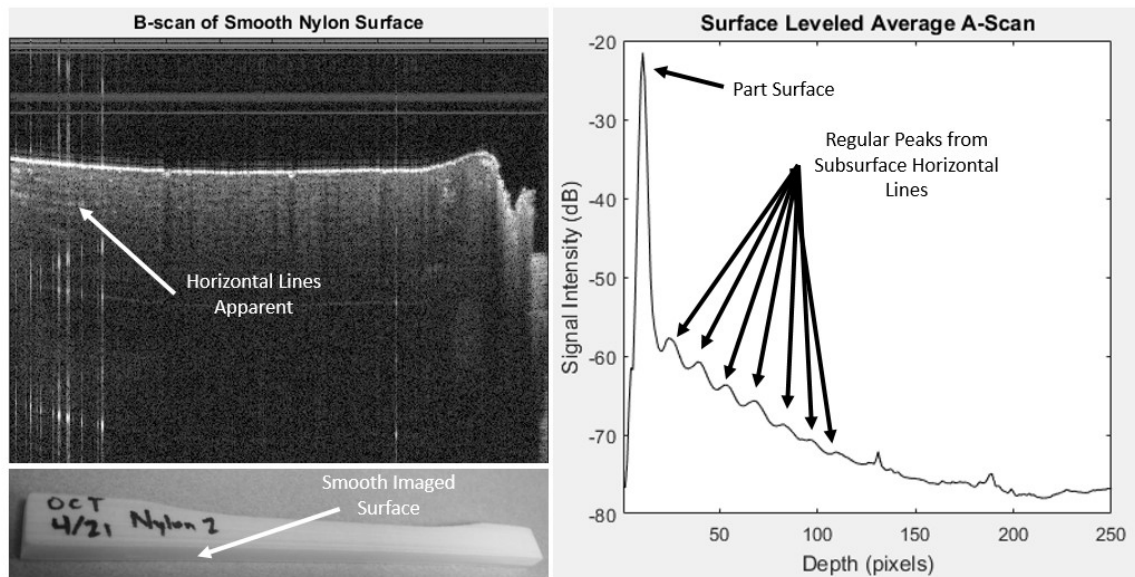 B-scan of Smooth Nylon Surface
Horizontal Lines
Apparent
OCT
4/21 Nylon 2
Smooth Imaged
Surface
Surface Leveled Average A-Scan
Signal Intensity (dB)
-20
-30
-40
-50
-60
-70
-80
Part Surface
Regular Peaks from
Subsurface Horizontal
Lines
50
100
150
200
250
Depth (pixels)